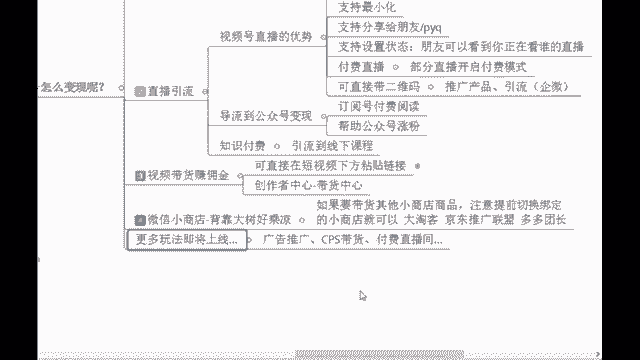 支持最小化
支持分享给朋友/pyq
视频号直播的优势
支持设置状态：朋友可以看到你正在看谁的直播
付费直播
部分直播开启付费模式
怎么变现呢？
直播引流
可直接带二维码
推广产品、引流（企微）
订阅号付费阅读
导流到公众号变现
帮助公众号涨粉
知识付费
引流到线下课程
可直接在短视频下方粘贴链接
视频带货赚佣金
创作者中心-带货中心
如果要带货其他小商店商品，注意提前切换绑定
微信小商店-背靠大树好乘凉
的小商店就可以 大淘客 京东推广联盟 多多团长
更多玩法即将上线...
广告推广、CPS带货、付费直播间...